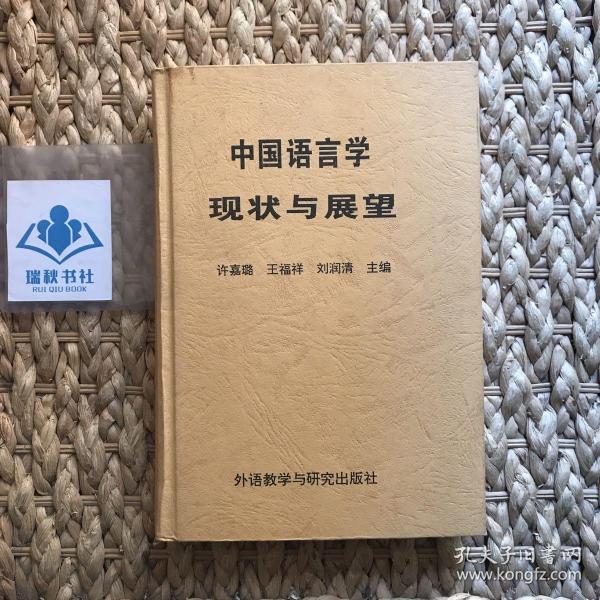 中国语言学
现状与展望
许嘉璐 王福祥 刘润清 主编
外语教学与研究出版社
瑞秋书社
RUI QIU BOOK
孔夫子旧书网
www.kongfz.com